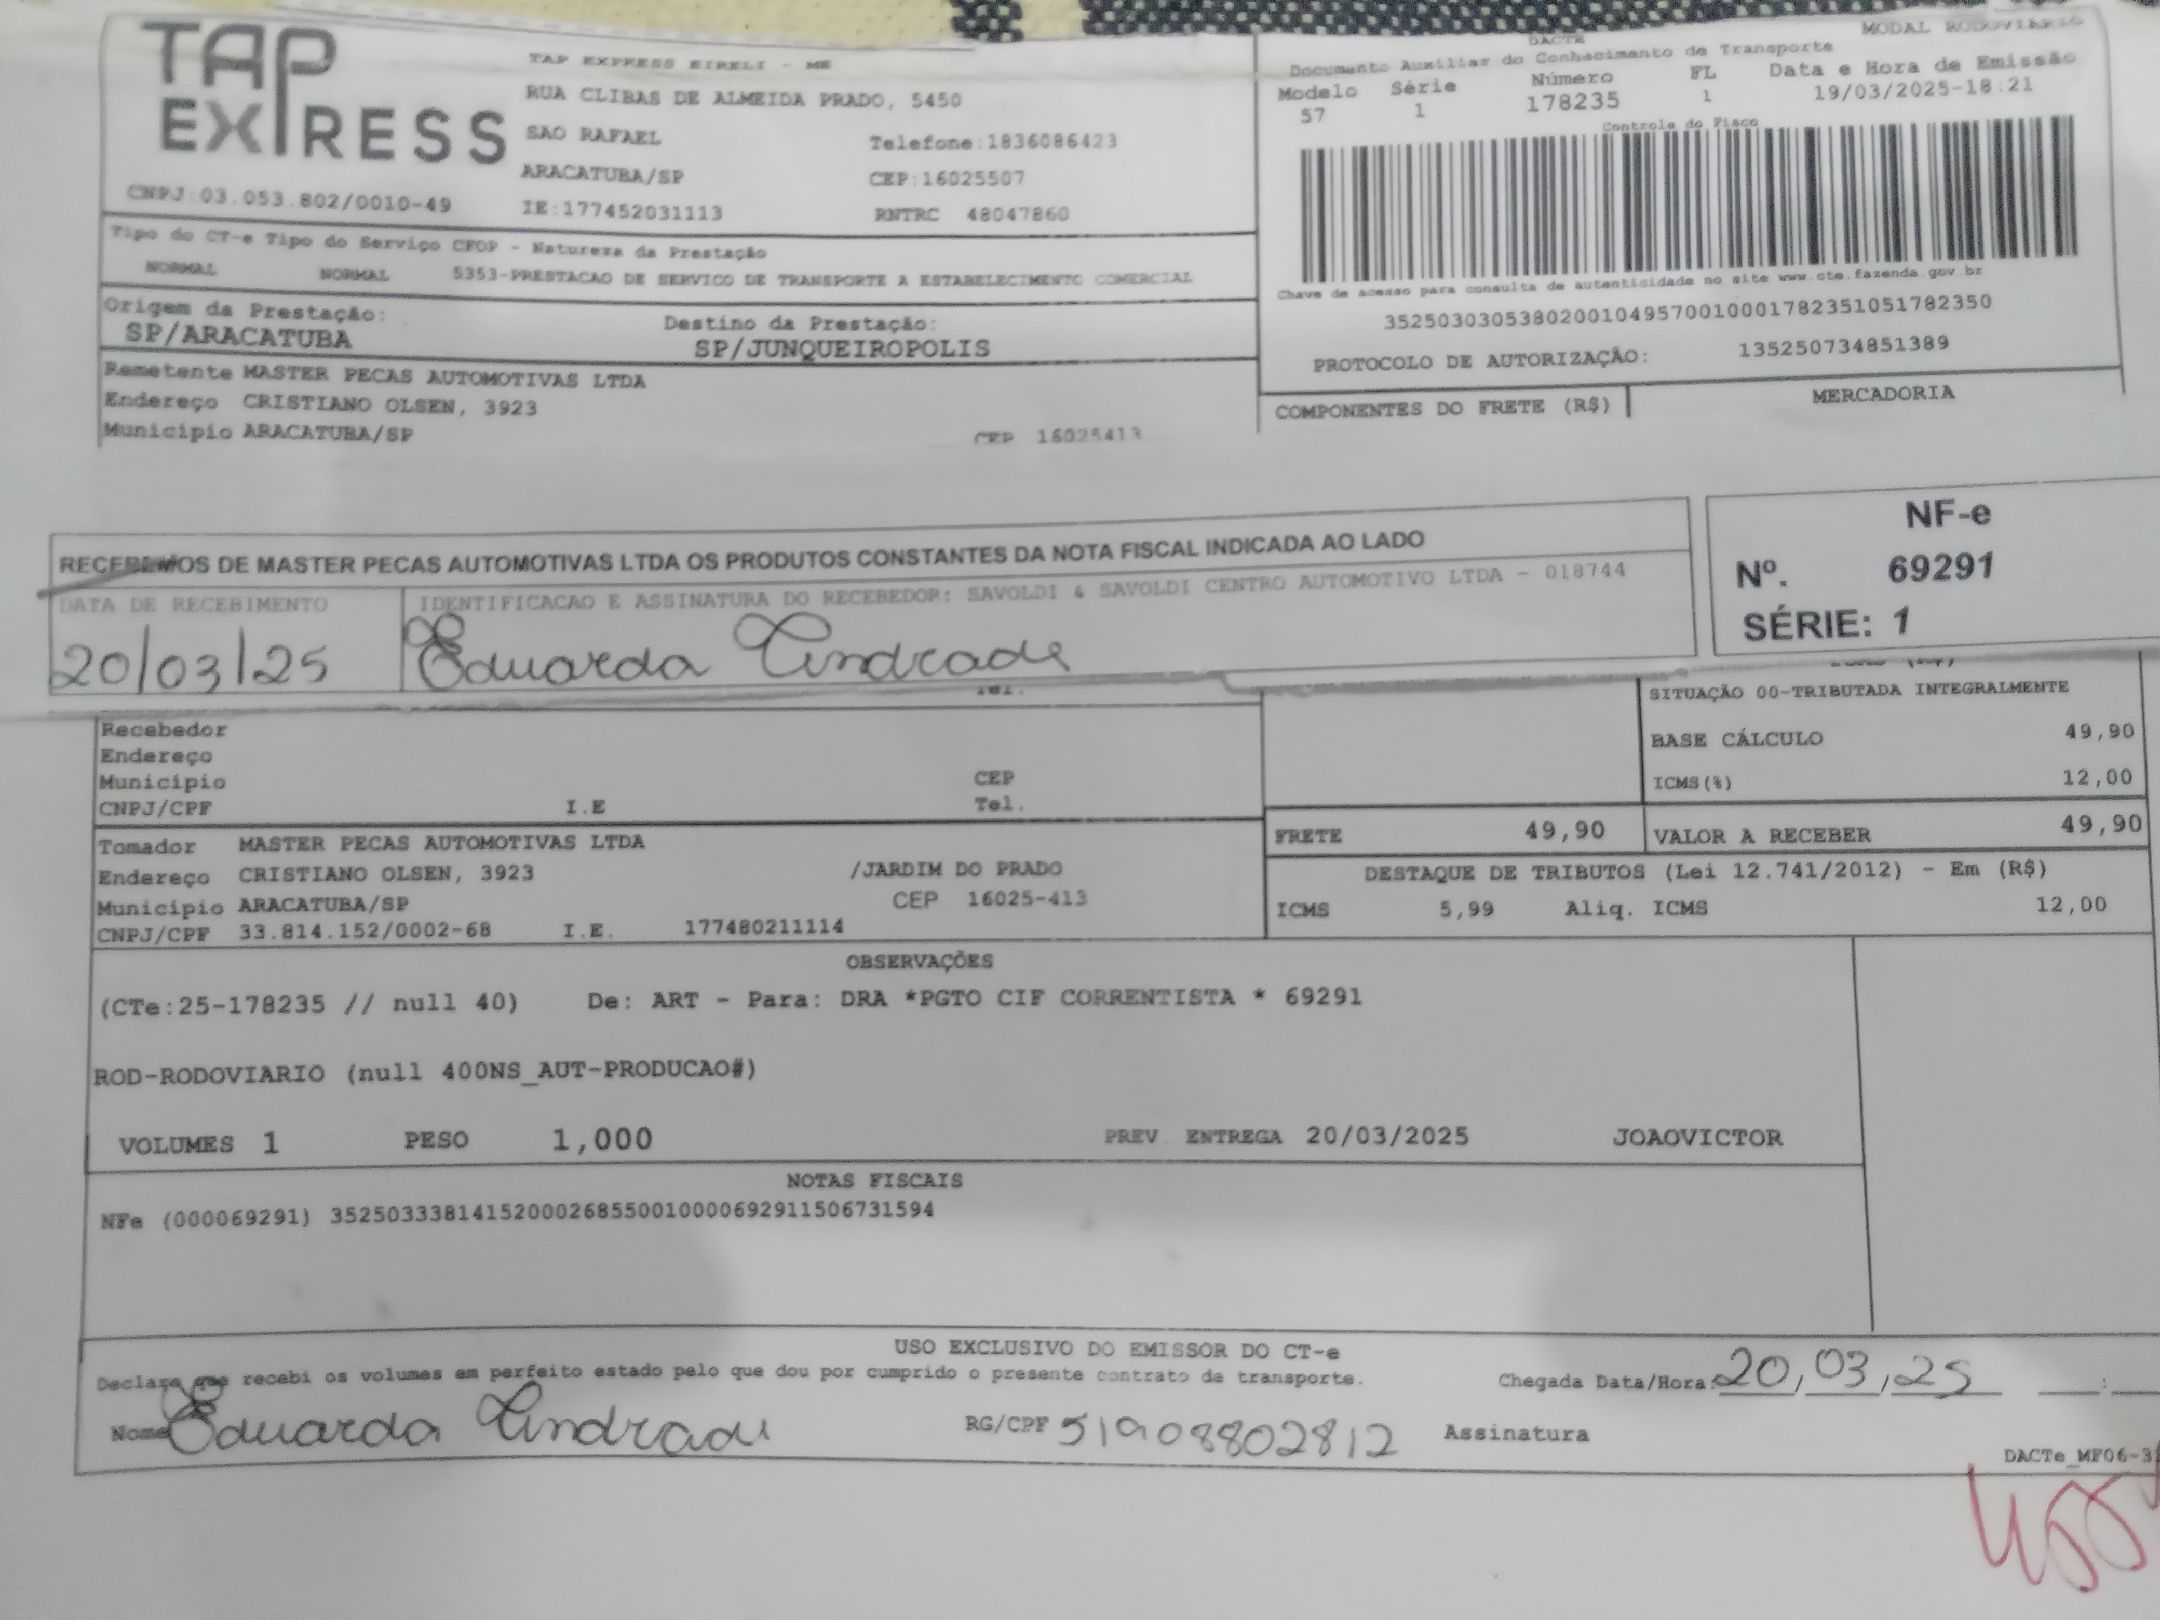 TAP EXPRESS
TAP EXPRESS EIRELI - ME
RUA CLIBAS DE ALMEIDA PRADO, 5450
SAO RAFAEL Telefone:1836086423
ARACATUBA/SP CEP:16025507
CNPJ:03.053.802/0010-49 IE:177452031113 RNTRC 48047860
MODAL RODOVIÁRIO
DACTE
Documento Auxiliar do Conhecimento de Transporte
Modelo Série Número FL Data e Hora de Emissão
57 1 178235 1 19/03/2025-18:21
Controle do Fisco
Chave de acesso para consulta de autenticidade no site www.cte.fazenda.gov.br
35250303053802001049570010001782351051782350
PROTOCOLO DE AUTORIZAÇÃO: 135250734851389
Tipo do CT-e Tipo do Serviço CFOP - Natureza da Prestação
NORMAL NORMAL 5353-PRESTACAO DE SERVICO DE TRANSPORTE A ESTABELECIMENTO COMERCIAL
Origem da Prestação: Destino da Prestação:
SP/ARACATUBA SP/JUNQUEIROPOLIS
Remetente MASTER PECAS AUTOMOTIVAS LTDA
Endereço CRISTIANO OLSEN, 3923
Município ARACATUBA/SP CEP 16025413
COMPONENTES DO FRETE (R$) MERCADORIA
RECEBEMOS DE MASTER PECAS AUTOMOTIVAS LTDA OS PRODUTOS CONSTANTES DA NOTA FISCAL INDICADA AO LADO
DATA DE RECEBIMENTO IDENTIFICACAO E ASSINATURA DO RECEBEDOR: SAVOLDI & SAVOLDI CENTRO AUTOMOTIVO LTDA - 018744
20/03/25 Eduarda Andrade
NF-e
Nº. 69291
SÉRIE: 1
SITUAÇÃO 00-TRIBUTADA INTEGRALMENTE
BASE CÁLCULO 49,90
ICMS(%) 12,00
Recebedor
Endereço
Município CEP
CNPJ/CPF I.E Tel.
FRETE 49,90 VALOR A RECEBER 49,90
Tomador MASTER PECAS AUTOMOTIVAS LTDA
Endereço CRISTIANO OLSEN, 3923 /JARDIM DO PRADO
Município ARACATUBA/SP CEP 16025-413
CNPJ/CPF 33.814.152/0002-68 I.E. 177480211114
DESTAQUE DE TRIBUTOS (Lei 12.741/2012) - Em (R$)
ICMS 5,99 Aliq. ICMS 12,00
OBSERVAÇÕES
(CTe:25-178235 // null 40) De: ART - Para: DRA *PGTO CIF CORRENTISTA * 69291
ROD-RODOVIARIO (null 400NS_AUT-PRODUCAO#)
VOLUMES 1 PESO 1,000 PREV. ENTREGA 20/03/2025 JOAOVICTOR
NOTAS FISCAIS
NFe (000069291) 35250333814152000268550010000692911506731594
USO EXCLUSIVO DO EMISSOR DO CT-e
Declaro que recebi os volumes em perfeito estado pelo que dou por cumprido o presente contrato de transporte. Chegada Data/Hora: 20,03,25 :
Nome Eduarda Andrade RG/CPF 51908802812 Assinatura